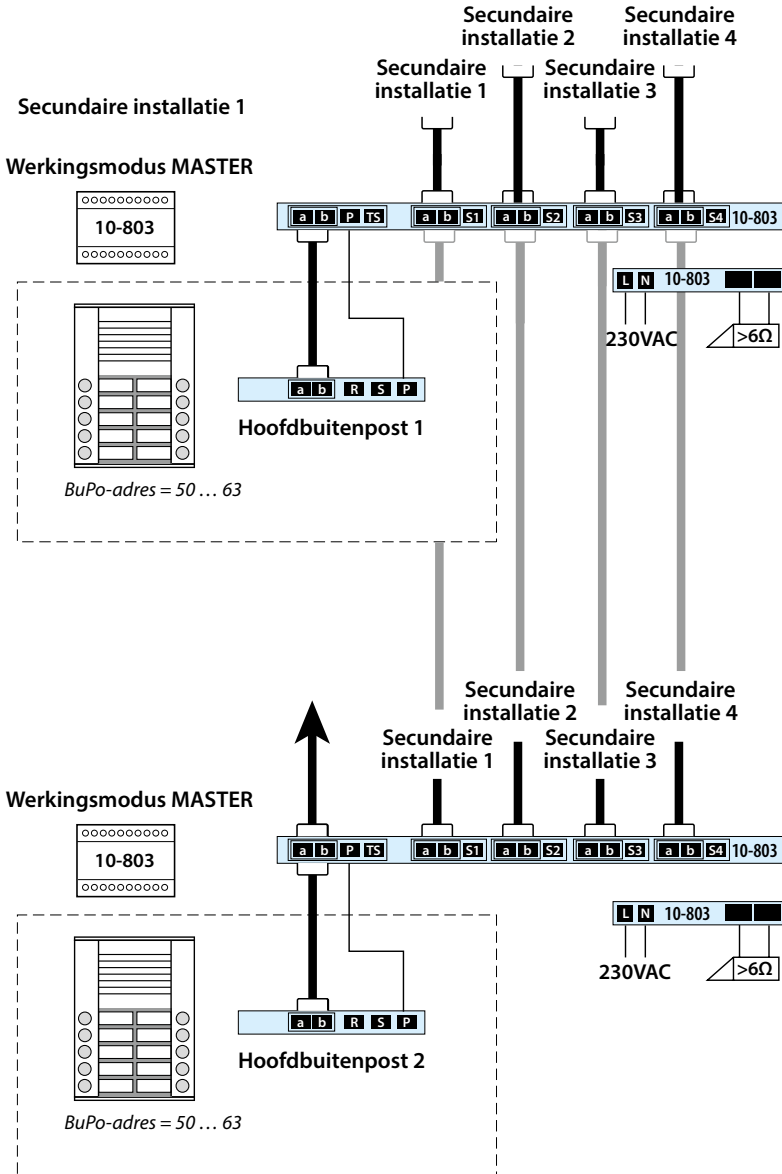 Secundaire
installatie 2
Secundaire
installatie 4
Secundaire
installatie 1
Secundaire
installatie 3
Secundaire installatie 1
Werkingsmodus MASTER
10-803
a b P TS a b S1 a b S2 a b S3 a b S4 10-803
L N 10-803
230VAC >6Ω
a b R S P
Hoofdbuitenpost 1
BuPo-adres = 50 … 63
Secundaire
installatie 2
Secundaire
installatie 4
Secundaire
installatie 1
Secundaire
installatie 3
Werkingsmodus MASTER
10-803
a b P TS a b S1 a b S2 a b S3 a b S4 10-803
L N 10-803
230VAC >6Ω
a b R S P
Hoofdbuitenpost 2
BuPo-adres = 50 … 63